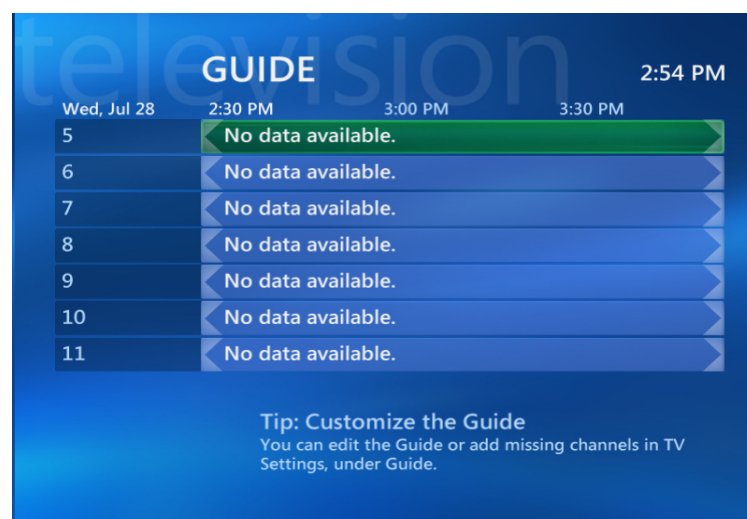 television
GUIDE 2:54 PM
Wed, Jul 28 2:30 PM 3:00 PM 3:30 PM
5 No data available.
6 No data available.
7 No data available.
8 No data available.
9 No data available.
10 No data available.
11 No data available.
Tip: Customize the Guide
You can edit the Guide or add missing channels in TV
Settings, under Guide.